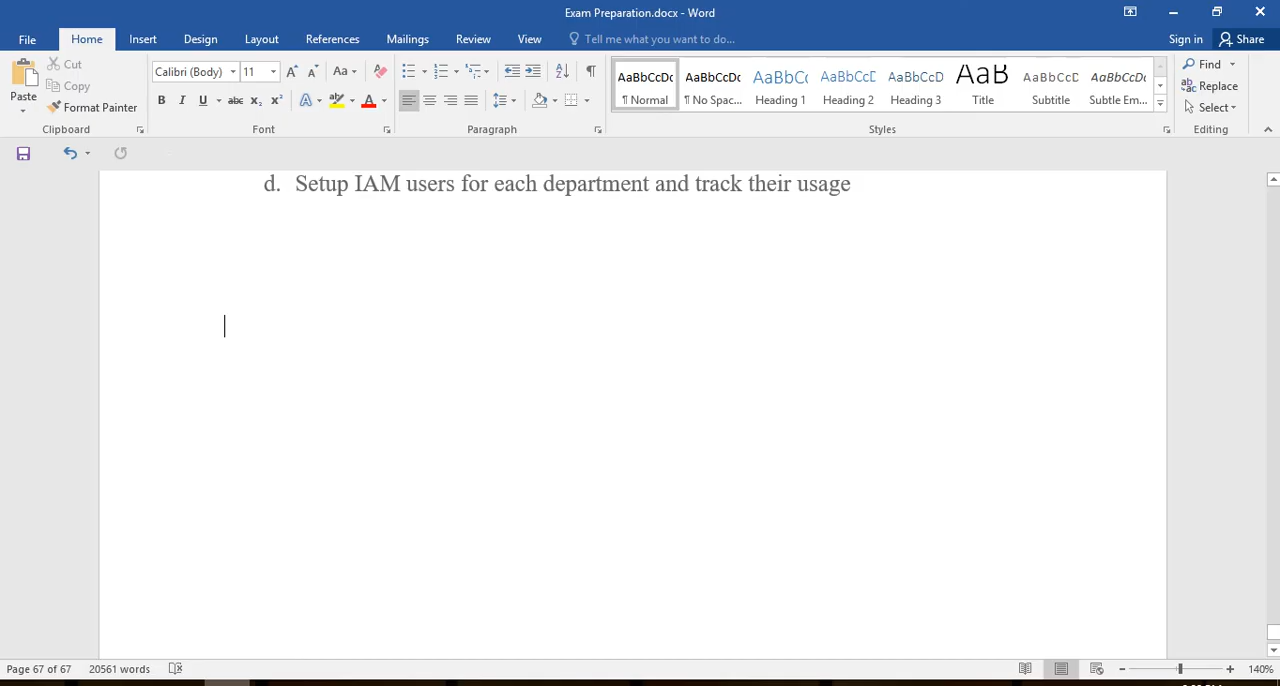 Exam Preparation.docx - Word
File Home Insert Design Layout References Mailings Review View Tell me what you want to do... Sign in Share
Paste Cut Copy Format Painter
Calibri (Body) 11
Find Replace Select
AaBbCcDc AaBbCcDc AaBbCc AaBbCcD AaBbCcD AaB AaBbCcD AaBbCcDc
¶ Normal ¶ No Spac... Heading 1 Heading 2 Heading 3 Title Subtitle Subtle Em...
Clipboard Font Paragraph Styles Editing
d. Setup IAM users for each department and track their usage
Page 67 of 67 20561 words 140%